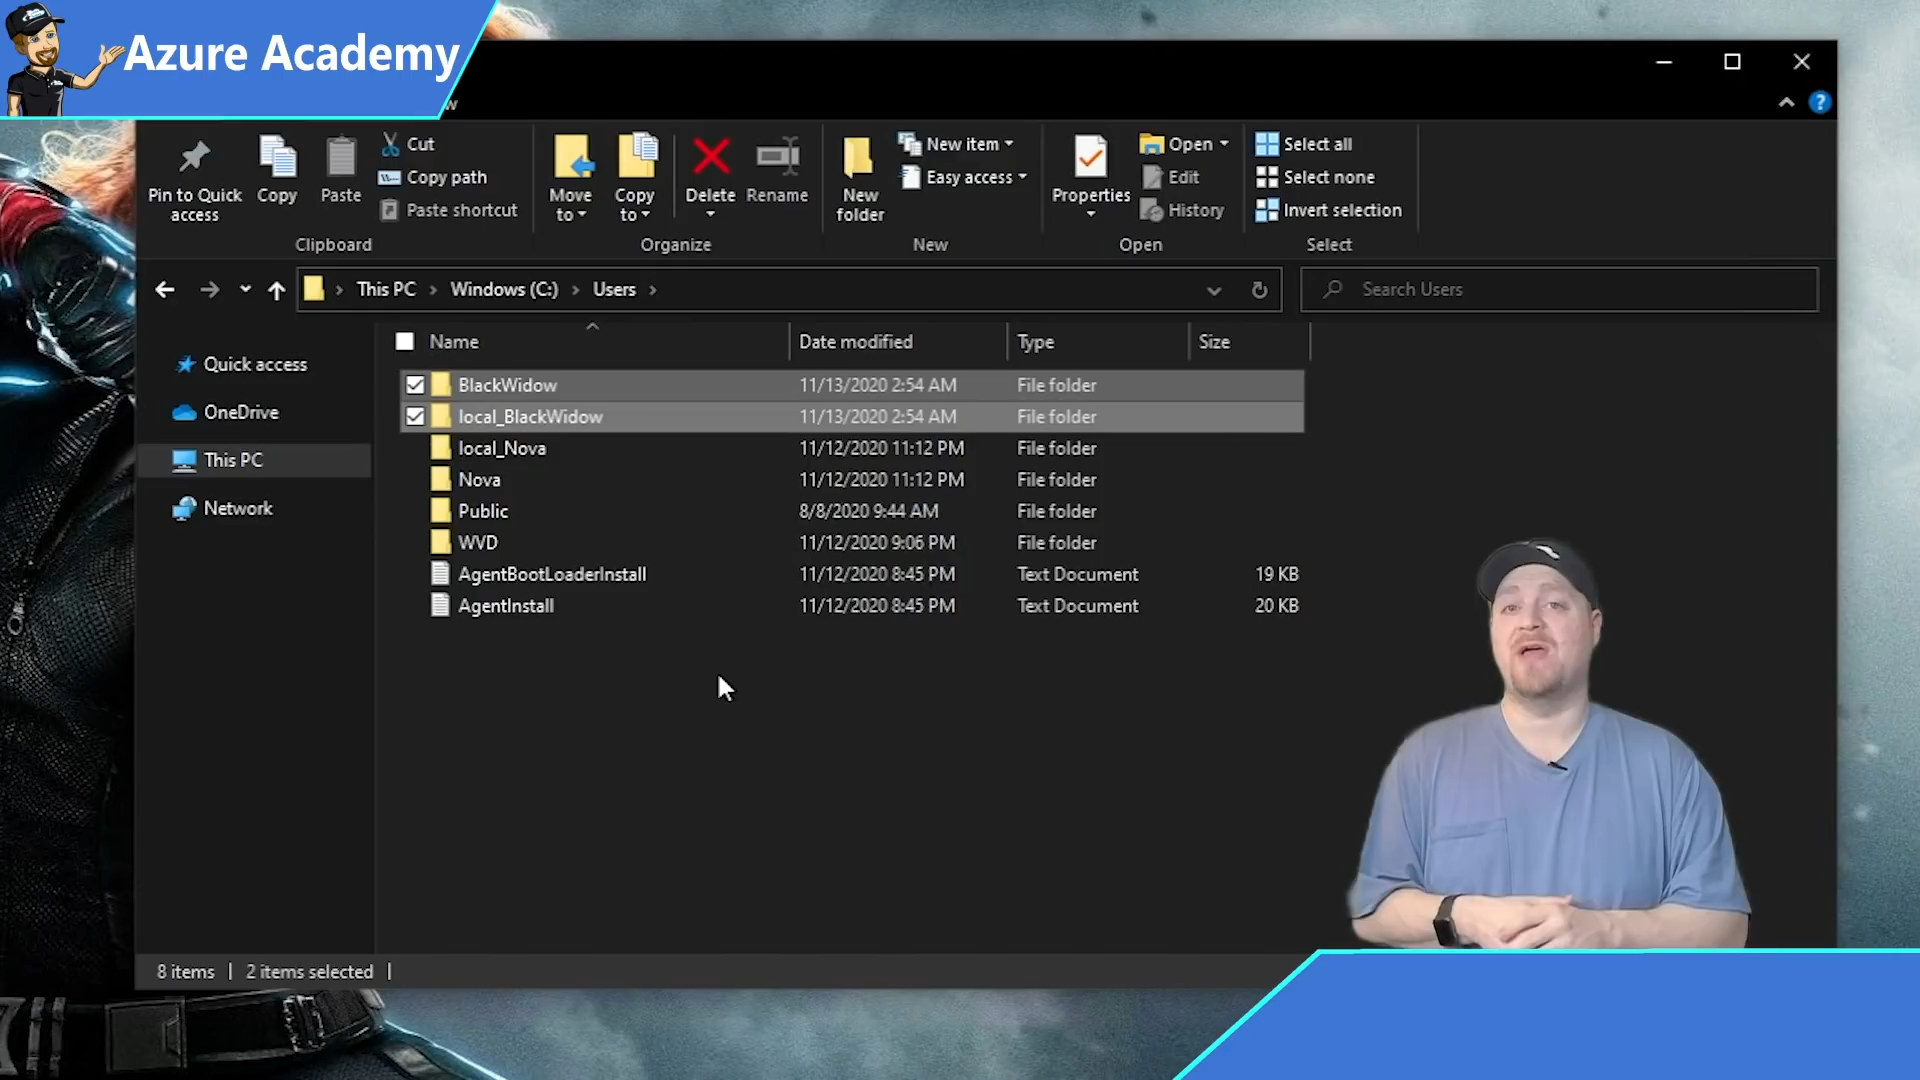 Azure Academy
w
Pin to Quick access
Copy
Paste
Cut
Copy path
Paste shortcut
Clipboard
Move to
Copy to
Delete
Rename
Organize
New folder
New item
Easy access
New
Properties
Open
Edit
History
Open
Select all
Select none
Invert selection
Select
This PC > Windows (C:) > Users >
Search Users
Quick access
OneDrive
This PC
Network
Name Date modified Type Size
BlackWidow 11/13/2020 2:54 AM File folder
local_BlackWidow 11/13/2020 2:54 AM File folder
local_Nova 11/12/2020 11:12 PM File folder
Nova 11/12/2020 11:12 PM File folder
Public 8/8/2020 9:44 AM File folder
WVD 11/12/2020 9:06 PM File folder
AgentBootLoaderInstall 11/12/2020 8:45 PM Text Document 19 KB
AgentInstall 11/12/2020 8:45 PM Text Document 20 KB
8 items | 2 items selected |